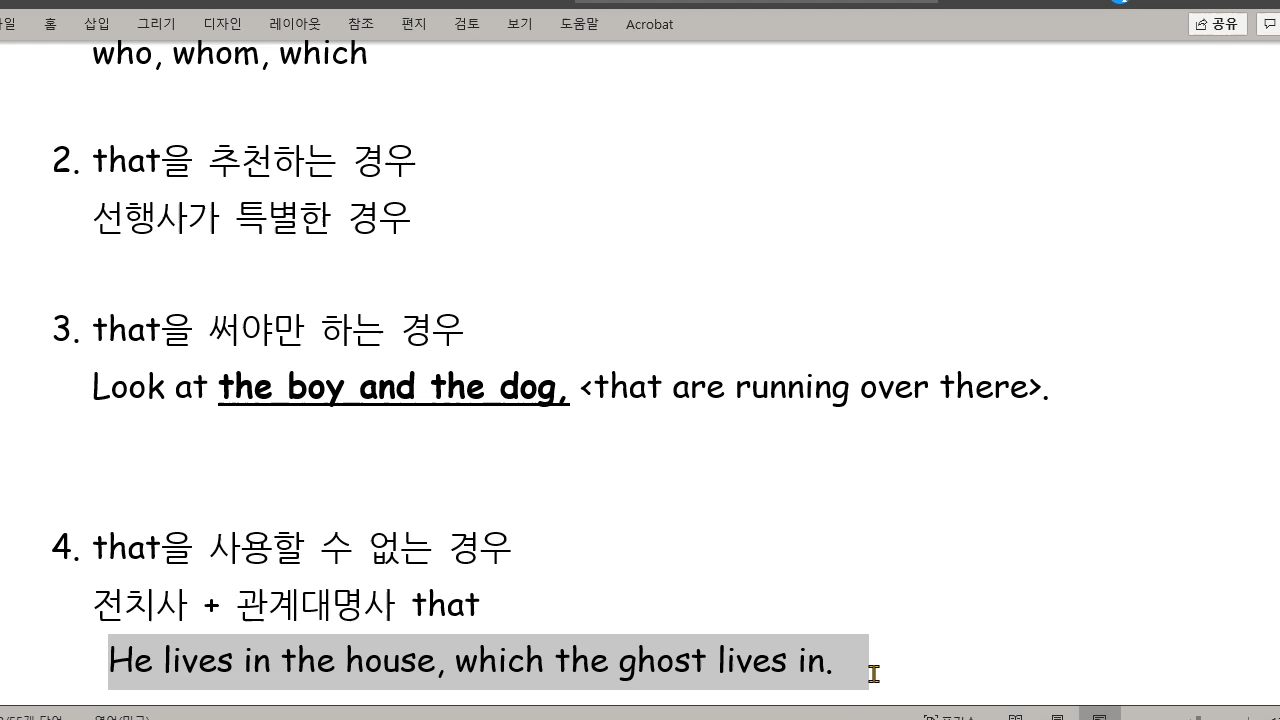 홈 삽입 그리기 디자인 레이아웃 참조 편지 검토 보기 도움말 Acrobat 공유
who, whom, which
2. that을 추천하는 경우
선행사가 특별한 경우
3. that을 써야만 하는 경우
Look at the boy and the dog, <that are running over there>.
4. that을 사용할 수 없는 경우
전치사 + 관계대명사 that
He lives in the house, which the ghost lives in.